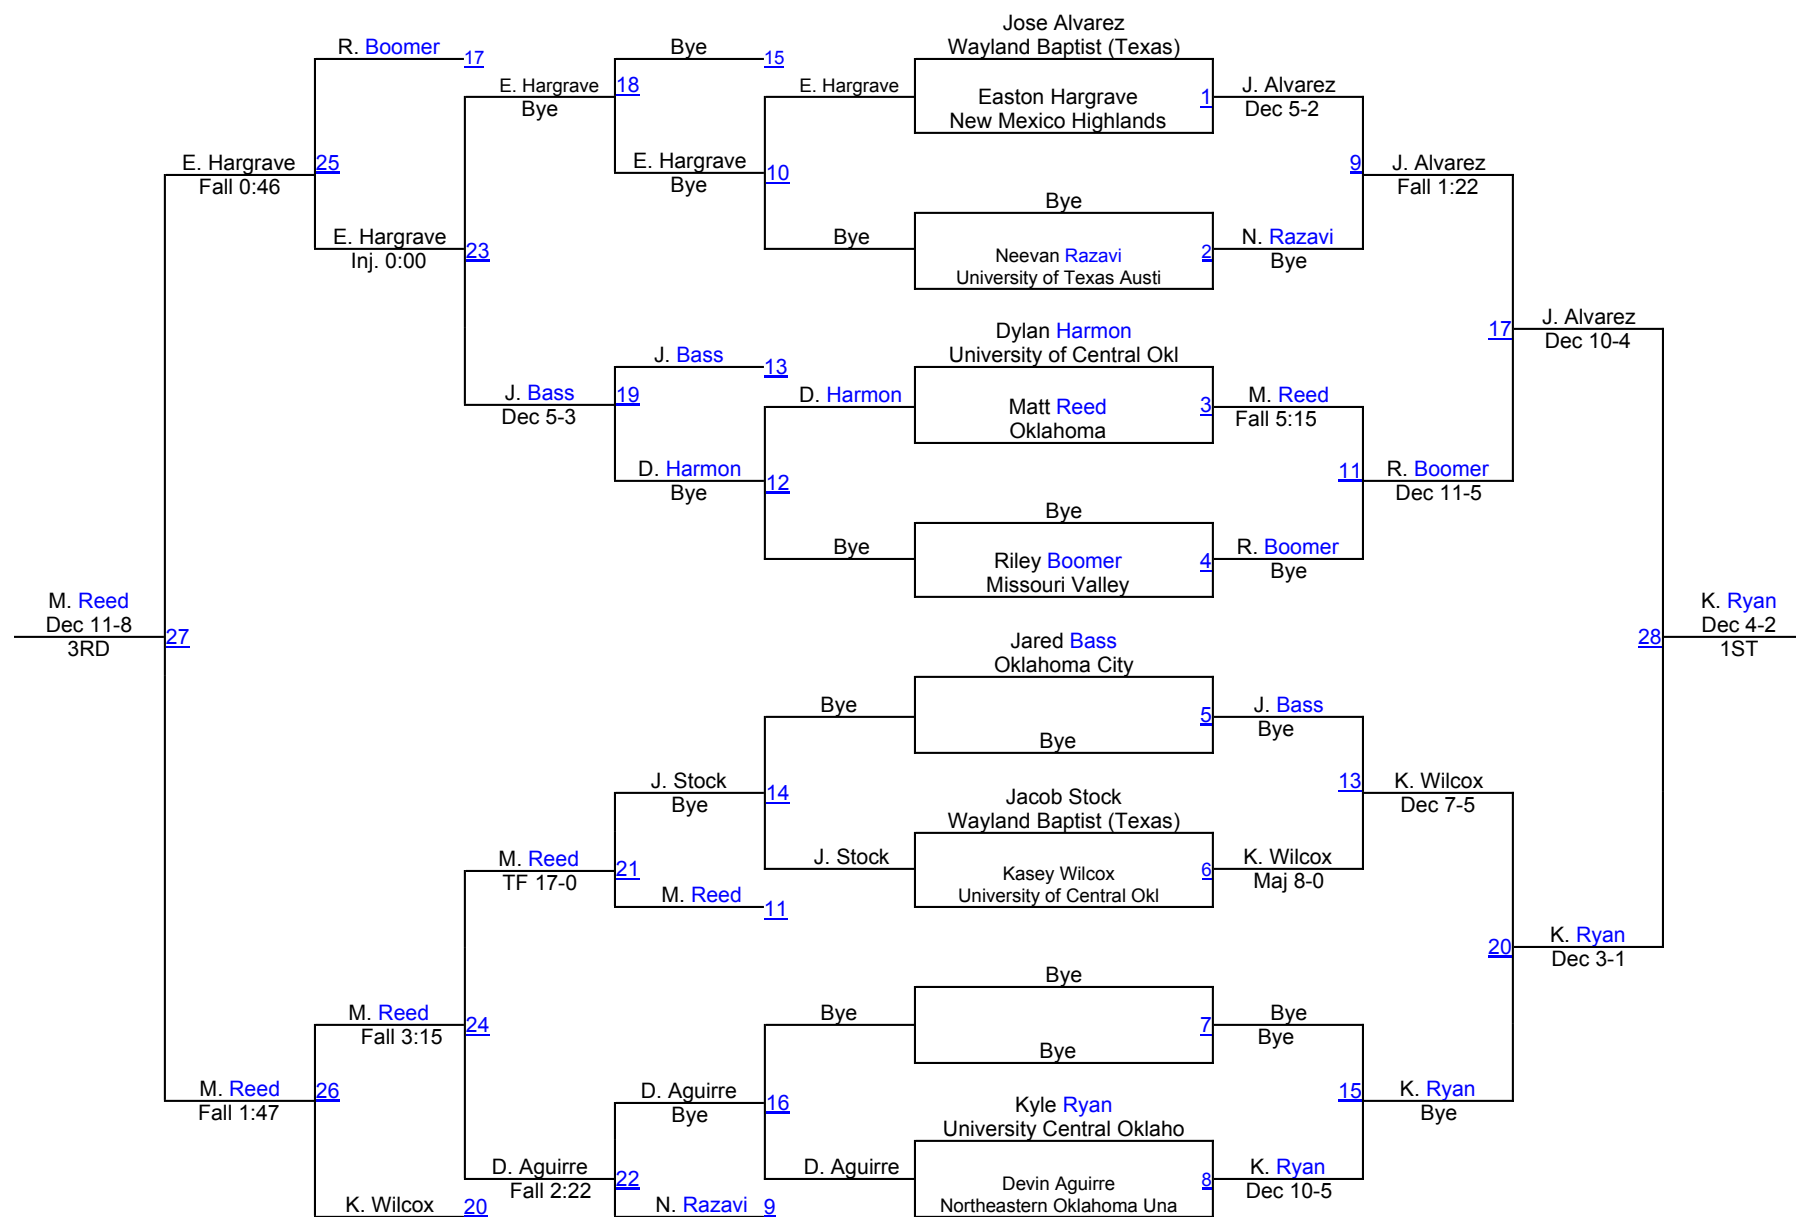 Jose Alvarez
R. Boomer
17
Bye
15
Wayland Baptist (Texas)
E. Hargrave
Bye
18
E. Hargrave
Easton Hargrave
New Mexico Highlands
1
J. Alvarez
Dec 5-2
E. Hargrave
Fall 0:46
25
E. Hargrave
Bye
10
9
J. Alvarez
Fall 1:22
Bye
E. Hargrave
Inj. 0:00
23
Bye
Neevan Razavi
University of Texas Austi
2
N. Razavi
Bye
Dylan Harmon
University of Central Okl
17
J. Alvarez
Dec 10-4
J. Bass
13
J. Bass
Dec 5-3
19
D. Harmon
Matt Reed
Oklahoma
3
M. Reed
Fall 5:15
D. Harmon
Bye
12
11
R. Boomer
Dec 11-5
Bye
Bye
Riley Boomer
Missouri Valley
4
R. Boomer
Bye
M. Reed
Dec 11-8
3RD
27
28
K. Ryan
Dec 4-2
1ST
Jared Bass
Oklahoma City
Bye
5
Bye
J. Bass
Bye
J. Stock
Bye
14
Jacob Stock
Wayland Baptist (Texas)
13
K. Wilcox
Dec 7-5
M. Reed
TF 17-0
21
J. Stock
Kasey Wilcox
University of Central Okl
6
K. Wilcox
Maj 8-0
M. Reed
11
20
K. Ryan
Dec 3-1
Bye
M. Reed
Fall 3:15
24
Bye
7
Bye
Bye
Bye
M. Reed
Fall 1:47
26
D. Aguirre
Bye
16
Kyle Ryan
University Central Oklaho
15
K. Ryan
Bye
D. Aguirre
Fall 2:22
22
D. Aguirre
Devin Aguirre
Northeastern Oklahoma Una
8
K. Ryan
Dec 10-5
K. Wilcox
20
N. Razavi
9